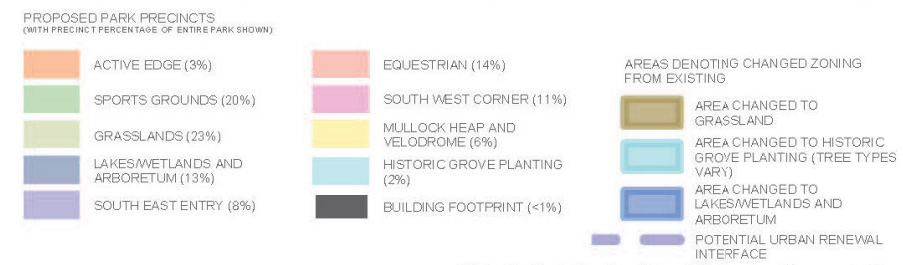 PROPOSED PARK PRECINCTS
(WITH PRECINCT PERCENTAGE OF ENTIRE PARK SHOWN)
ACTIVE EDGE (3%)
SPORTS GROUNDS (20%)
GRASSLANDS (23%)
LAKES/WETLANDS AND
ARBORETUM (13%)
SOUTH EAST ENTRY (8%)
EQUESTRIAN (14%)
SOUTH WEST CORNER (11%)
MULLOCK HEAP AND
VELODROME (6%)
HISTORIC GROVE PLANTING
(2%)
BUILDING FOOTPRINT (<1%)
AREAS DENOTING CHANGED ZONING
FROM EXISTING
AREA CHANGED TO
GRASSLAND
AREA CHANGED TO HISTORIC
GROVE PLANTING (TREE TYPES
VARY)
AREA CHANGED TO
LAKES/WETLANDS AND
ARBORETUM
POTENTIAL URBAN RENEWAL
INTERFACE